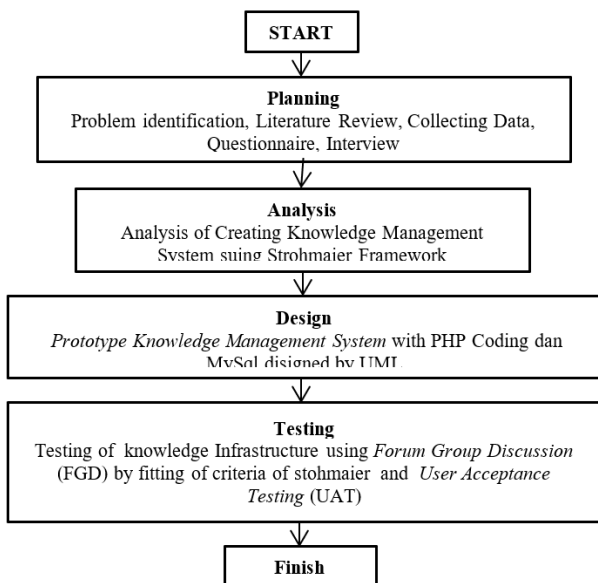 START
Planning
Problem identification, Literature Review, Collecting Data,
Questionnaire, Interview
Analysis
Analysis of Creating Knowledge Management
System suing Strohmaier Framework
Design
Prototype Knowledge Management System with PHP Coding dan
MySql disigned by UML
Testing
Testing of knowledge Infrastructure using Forum Group Discussion
(FGD) by fitting of criteria of stohmaier and User Acceptance
Testing (UAT)
Finish